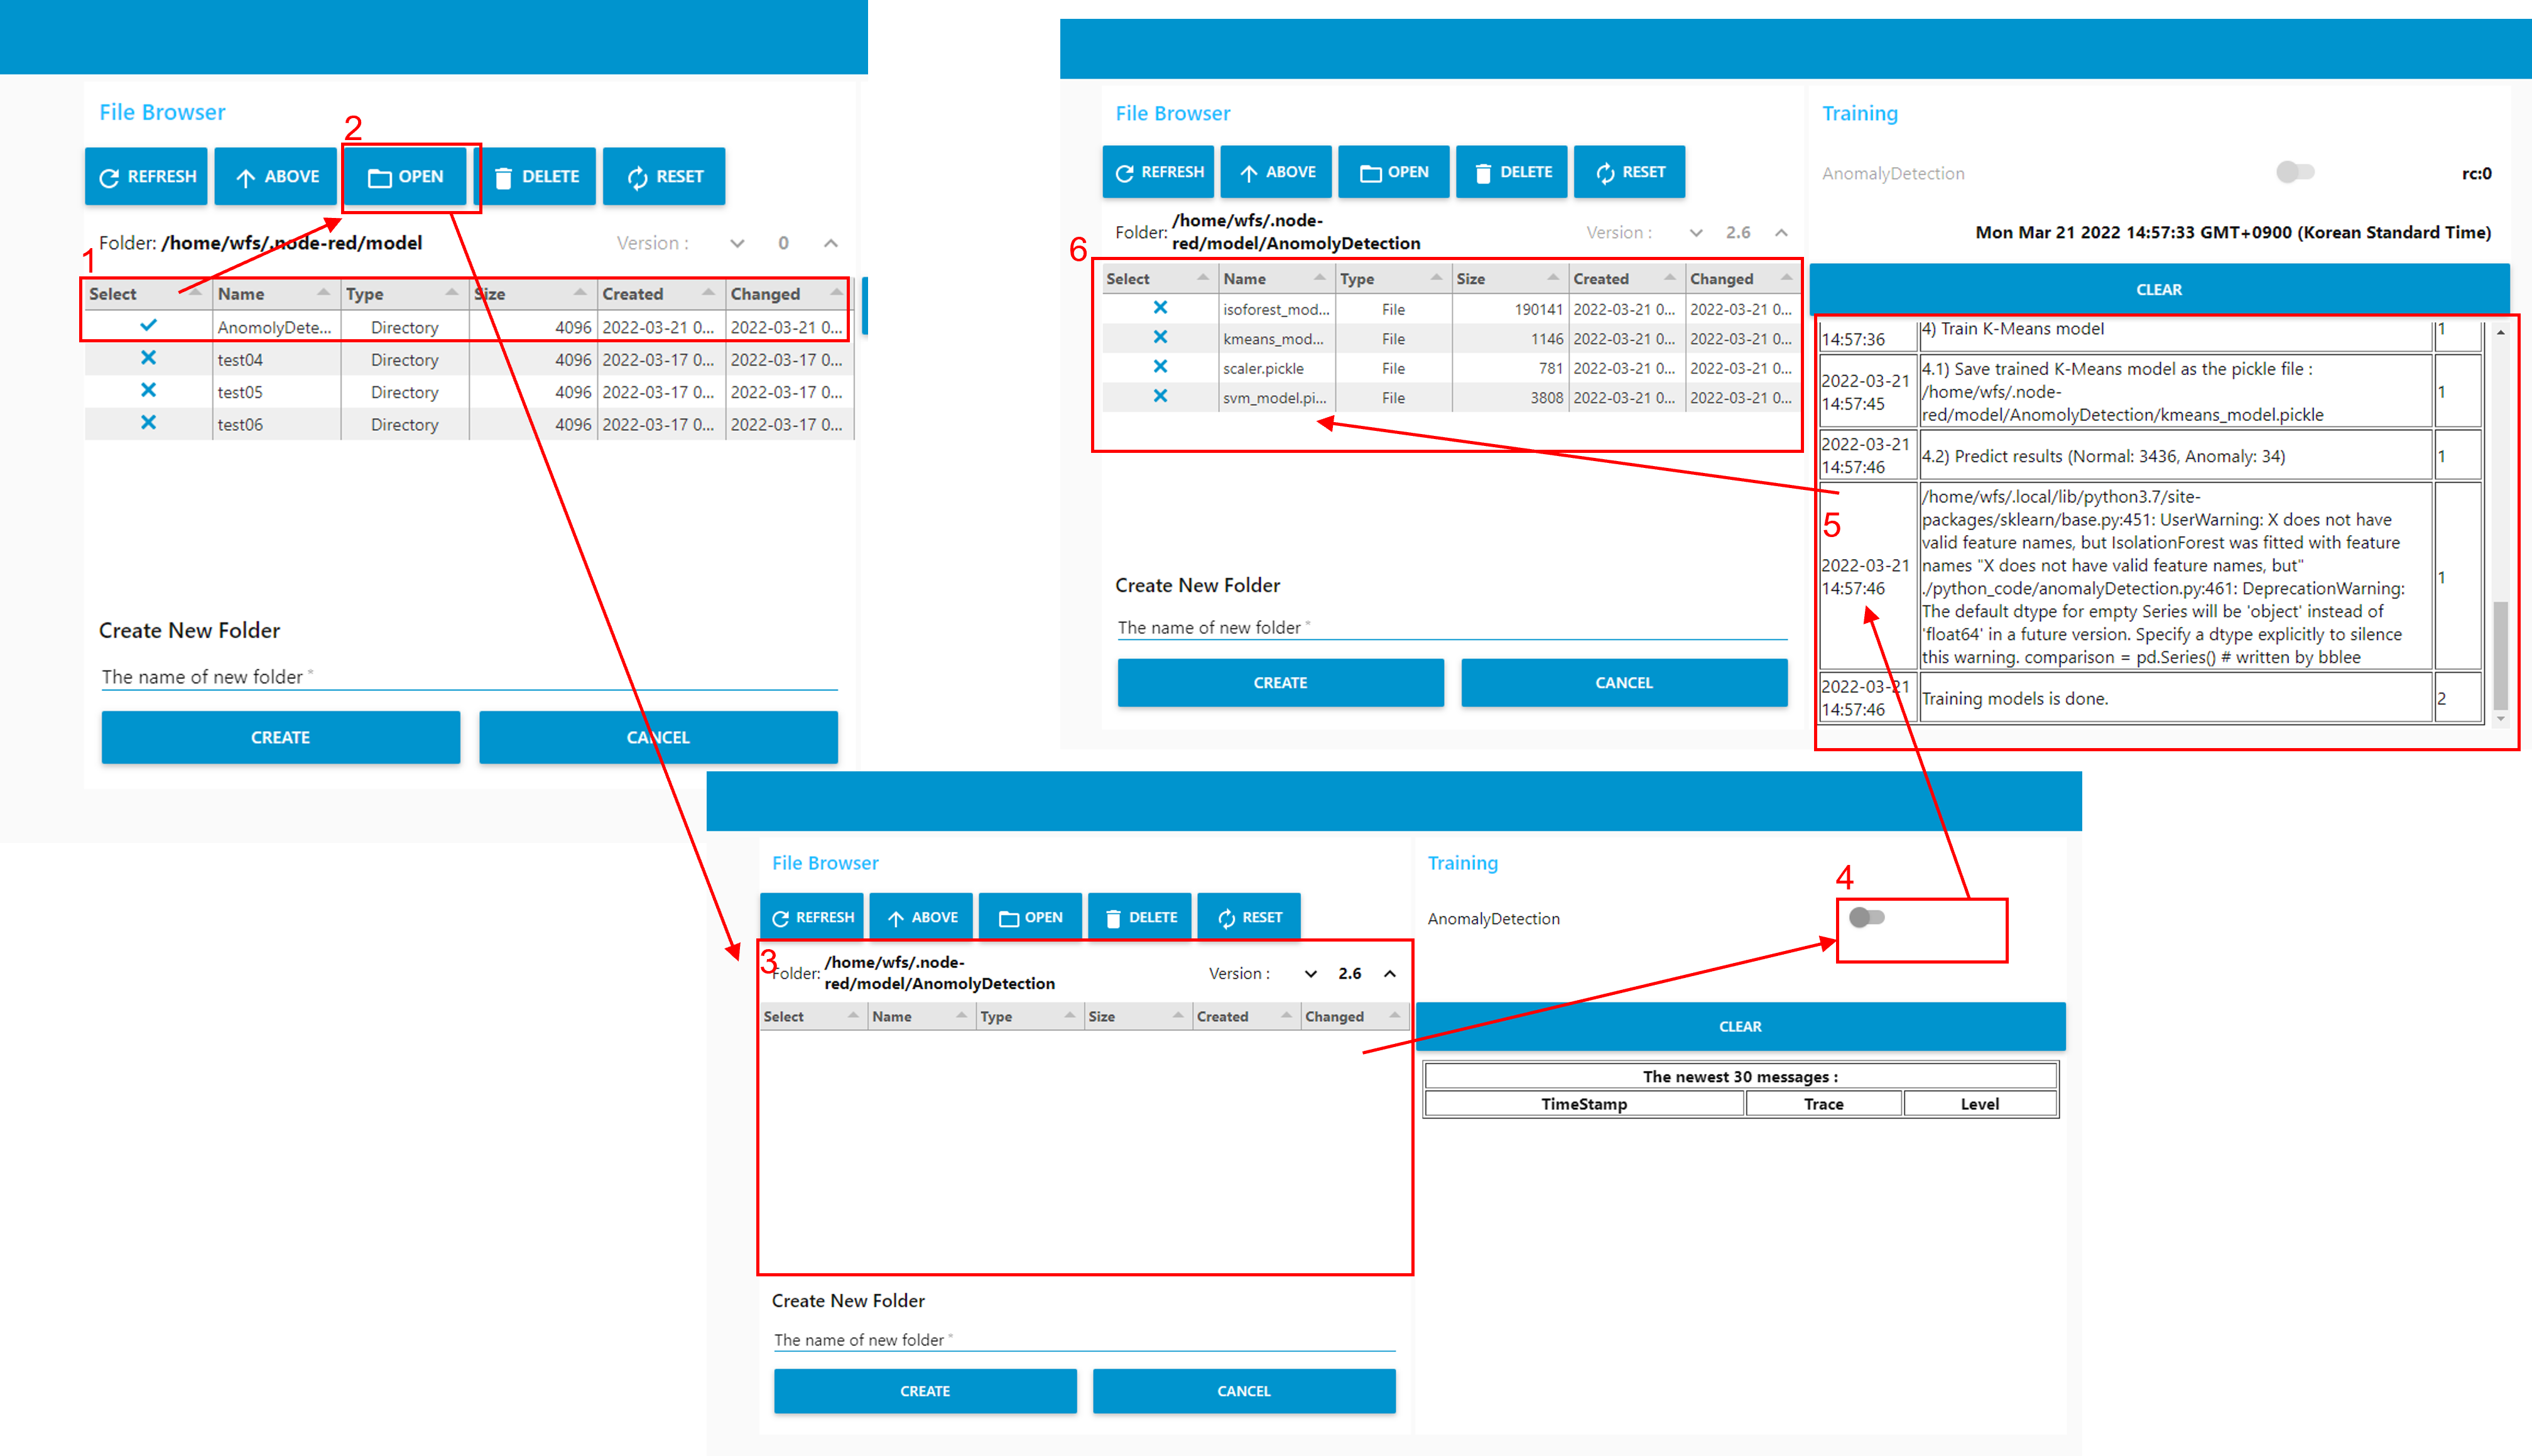 File Browser
2
REFRESH ABOVE OPEN DELETE RESET
Folder: /home/wfs/.node-red/model Version : 0
1
Select Name Type Size Created Changed
AnomolyDete... Directory 4096 2022-03-21 0... 2022-03-21 0...
test04 Directory 4096 2022-03-17 0... 2022-03-17 0...
test05 Directory 4096 2022-03-17 0... 2022-03-17 0...
test06 Directory 4096 2022-03-17 0... 2022-03-17 0...
Create New Folder
The name of new folder *
CREATE CANCEL
File Browser
REFRESH ABOVE OPEN DELETE RESET
Folder: /home/wfs/.node-
red/model/AnomolyDetection Version : 2.6
6
Select Name Type Size Created Changed
isoforest_mod... File 190141 2022-03-21 0... 2022-03-21 0...
kmeans_mod... File 1146 2022-03-21 0... 2022-03-21 0...
scaler.pickle File 781 2022-03-21 0... 2022-03-21 0...
svm_model.pi... File 3808 2022-03-21 0... 2022-03-21 0...
Create New Folder
The name of new folder *
CREATE CANCEL
Training
AnomalyDetection rc:0
Mon Mar 21 2022 14:57:33 GMT+0900 (Korean Standard Time)
CLEAR
14:57:36 4) Train K-Means model 1
2022-03-21
14:57:45
4.1) Save trained K-Means model as the pickle file :
/home/wfs/.node-
red/model/AnomolyDetection/kmeans_model.pickle
1
2022-03-21
14:57:46
4.2) Predict results (Normal: 3436, Anomaly: 34)
1
5
2022-03-21
14:57:46
/home/wfs/.local/lib/python3.7/site-
packages/sklearn/base.py:451: UserWarning: X does not have
valid feature names, but IsolationForest was fitted with feature
names "X does not have valid feature names, but"
./python_code/anomalyDetection.py:461: DeprecationWarning:
The default dtype for empty Series will be 'object' instead of
'float64' in a future version. Specify a dtype explicitly to silence
this warning. comparison = pd.Series() # written by bblee
1
2022-03-21
14:57:46
Training models is done.
2
File Browser
REFRESH ABOVE OPEN DELETE RESET
3
Folder: /home/wfs/.node-
red/model/AnomolyDetection Version : 2.6
Select Name Type Size Created Changed
Create New Folder
The name of new folder *
CREATE CANCEL
Training
4
AnomalyDetection
CLEAR
The newest 30 messages :
TimeStamp Trace Level